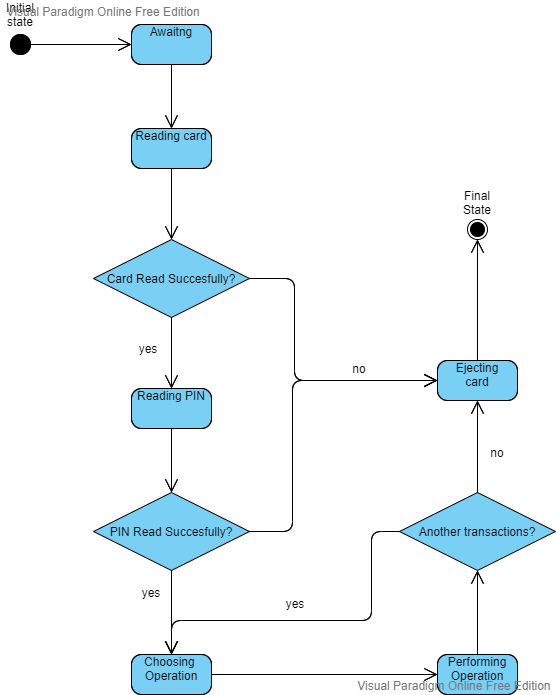 Visual Paradigm Online Free Edition
Initial
state
Awaitng
Reading card
Final
State
Card Read Succesfully?
yes
no
Ejecting
card
Reading PIN
no
PIN Read Succesfully?
Another transactions?
yes
yes
Choosing
Operation
Performing
Operation
Visual Paradigm Online Free Edition